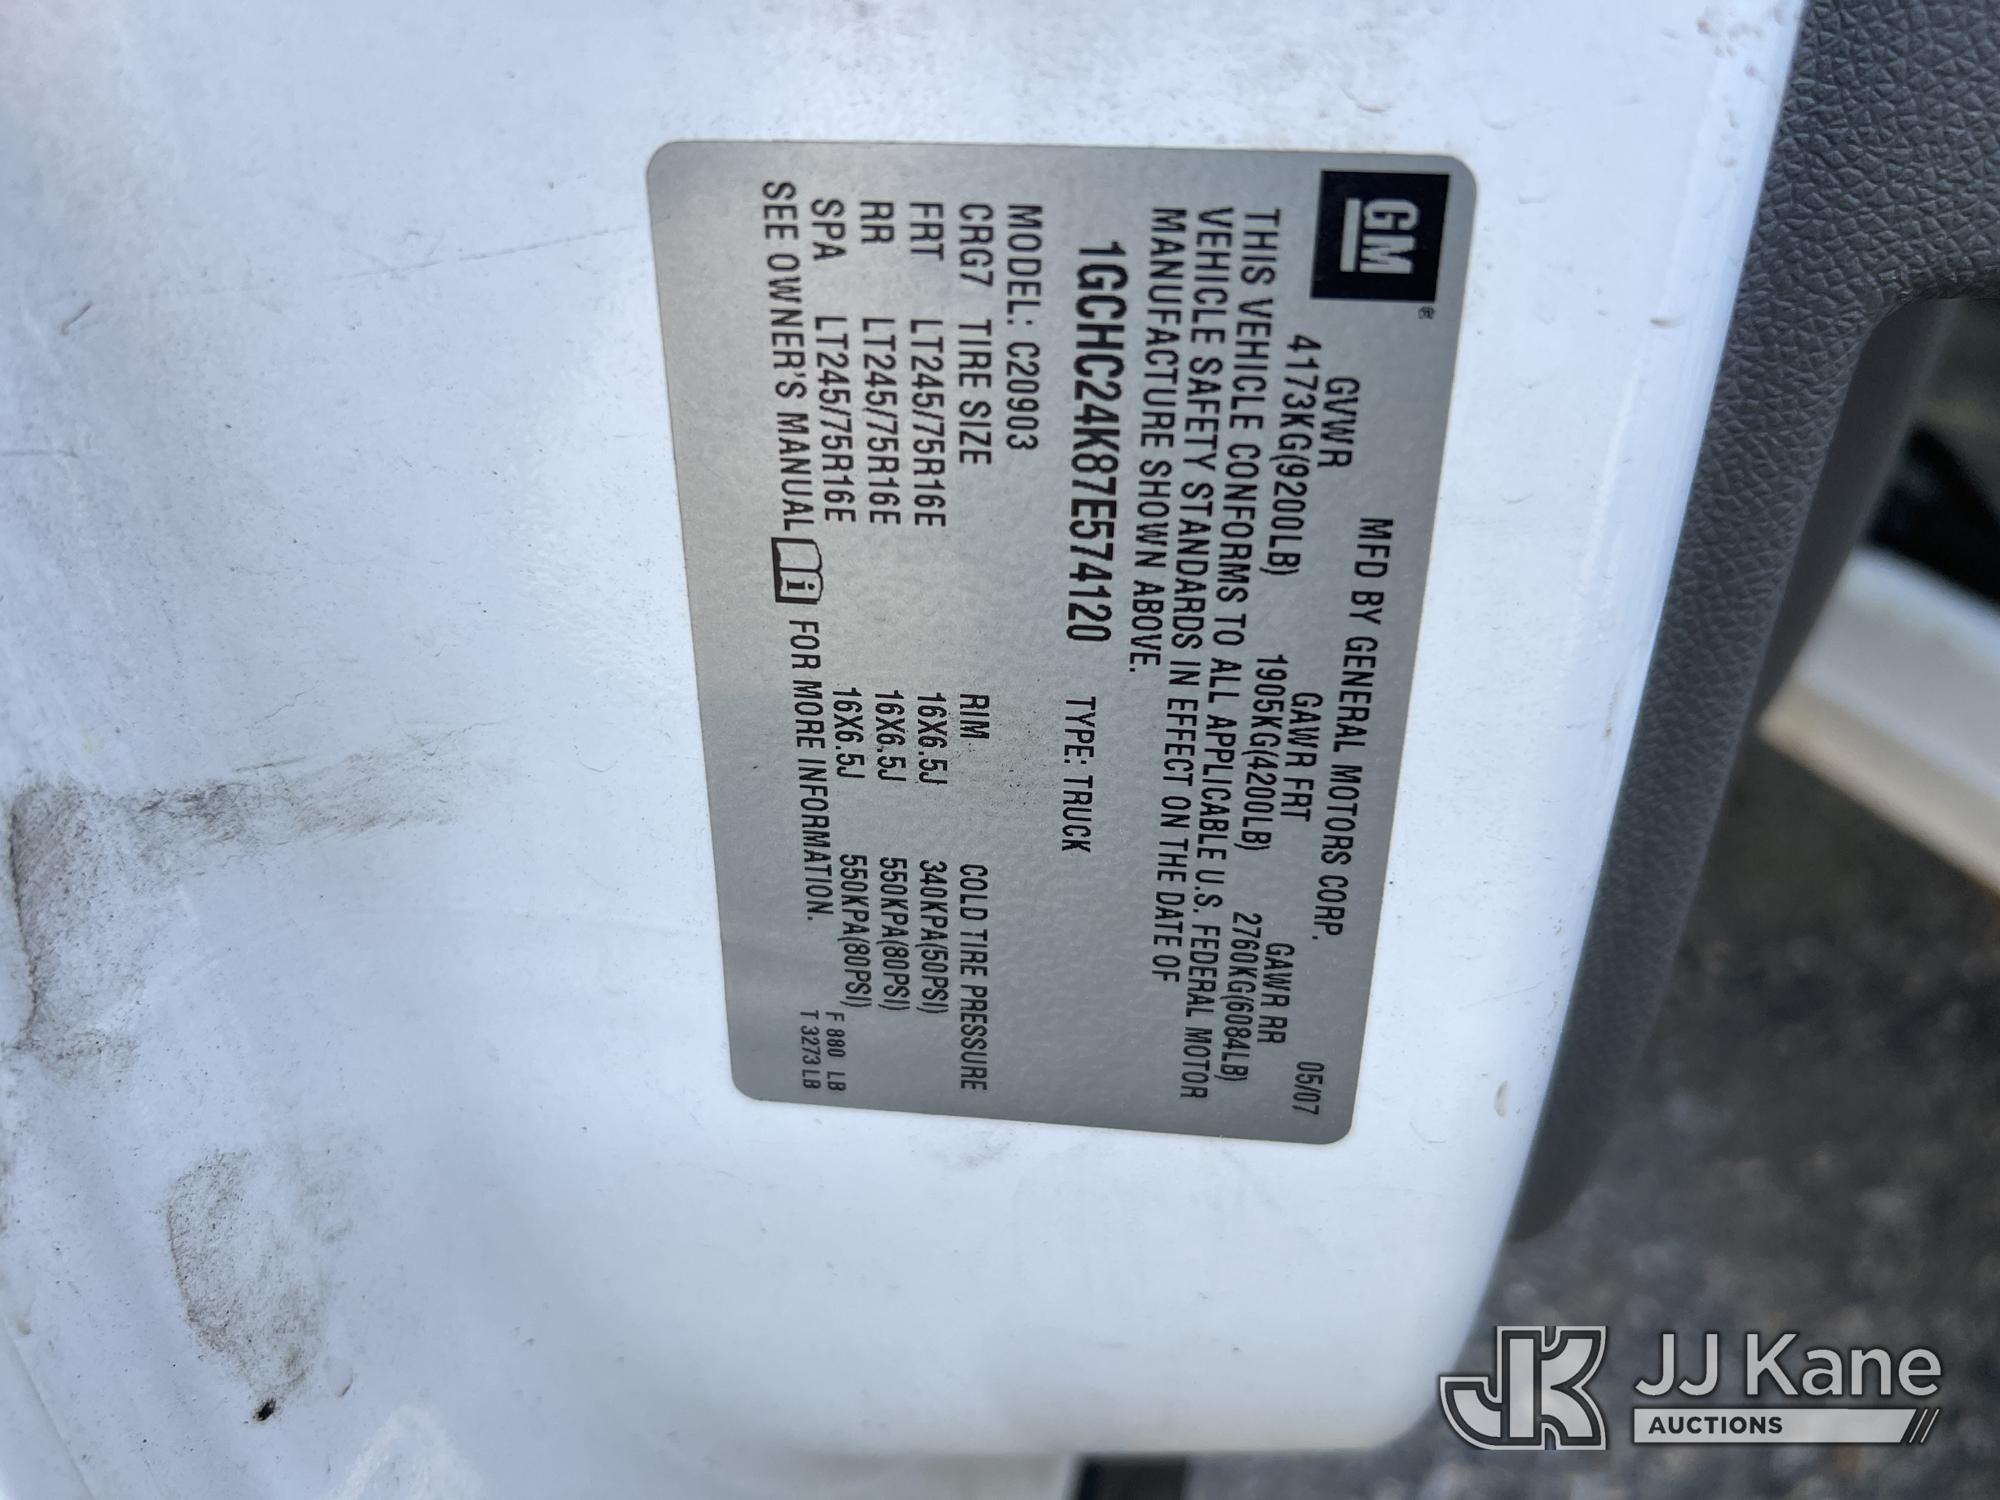 GM®
MFD BY GENERAL MOTORS CORP. 05/07
GVWR GAWR FRT GAWR RR
4173KG(9200LB) 1905KG(4200LB) 2760KG(6084LB)
THIS VEHICLE CONFORMS TO ALL APPLICABLE U.S. FEDERAL MOTOR
VEHICLE SAFETY STANDARDS IN EFFECT ON THE DATE OF
MANUFACTURE SHOWN ABOVE.
1GCHC24K87E574120 TYPE: TRUCK
MODEL: C20903
CRG7 TIRE SIZE RIM COLD TIRE PRESSURE
FRT LT245/75R16E 16X6.5J 340KPA(50PSI)
RR LT245/75R16E 16X6.5J 550KPA(80PSI)
SPA LT245/75R16E 16X6.5J 550KPA(80PSI)
SEE OWNER'S MANUAL i FOR MORE INFORMATION.
F 880 LB
T 3273 LB
JK JJ Kane
AUCTIONS